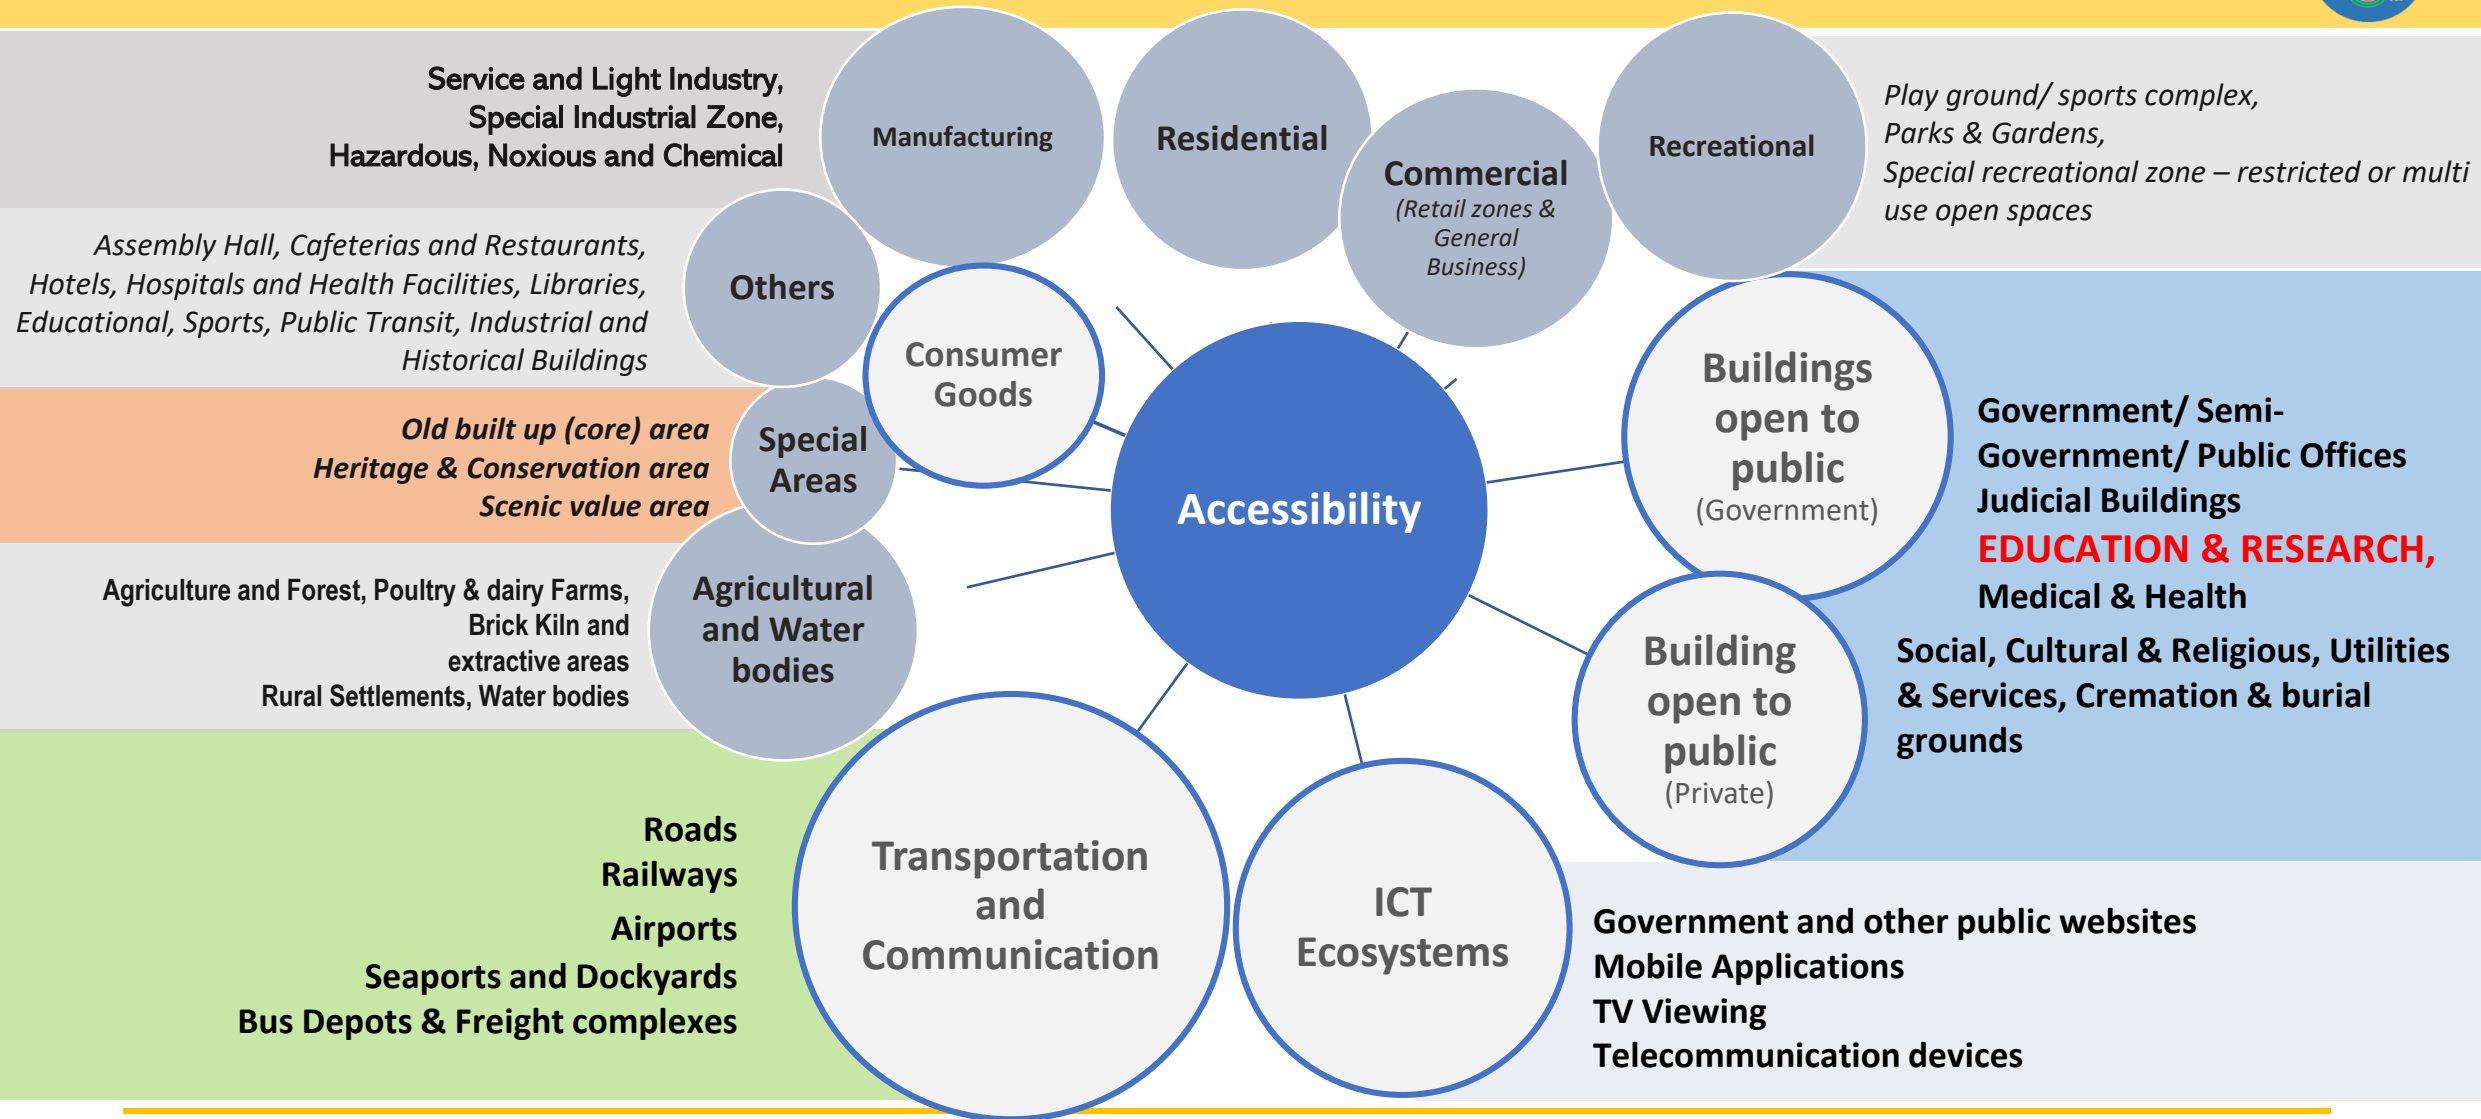 Service and Light Industry,
Special Industrial Zone,
Hazardous, Noxious and Chemical
Manufacturing
Residential
Commercial
(Retail zones &
General
Business)
Recreational
Play ground/ sports complex,
Parks & Gardens,
Special recreational zone – restricted or multi
use open spaces
Assembly Hall, Cafeterias and Restaurants,
Hotels, Hospitals and Health Facilities, Libraries,
Educational, Sports, Public Transit, Industrial and
Historical Buildings
Others
Consumer
Goods
Old built up (core) area
Heritage & Conservation area
Scenic value area
Special
Areas
Accessibility
Buildings
open to
public
(Government)
Government/ Semi-
Government/ Public Offices
Judicial Buildings
EDUCATION & RESEARCH,
Medical & Health
Agriculture and Forest, Poultry & dairy Farms,
Brick Kiln and
extractive areas
Rural Settlements, Water bodies
Agricultural
and Water
bodies
Building
open to
public
(Private)
Social, Cultural & Religious, Utilities
& Services, Cremation & burial
grounds
Roads
Railways
Airports
Seaports and Dockyards
Bus Depots & Freight complexes
Transportation
and
Communication
ICT
Ecosystems
Government and other public websites
Mobile Applications
TV Viewing
Telecommunication devices